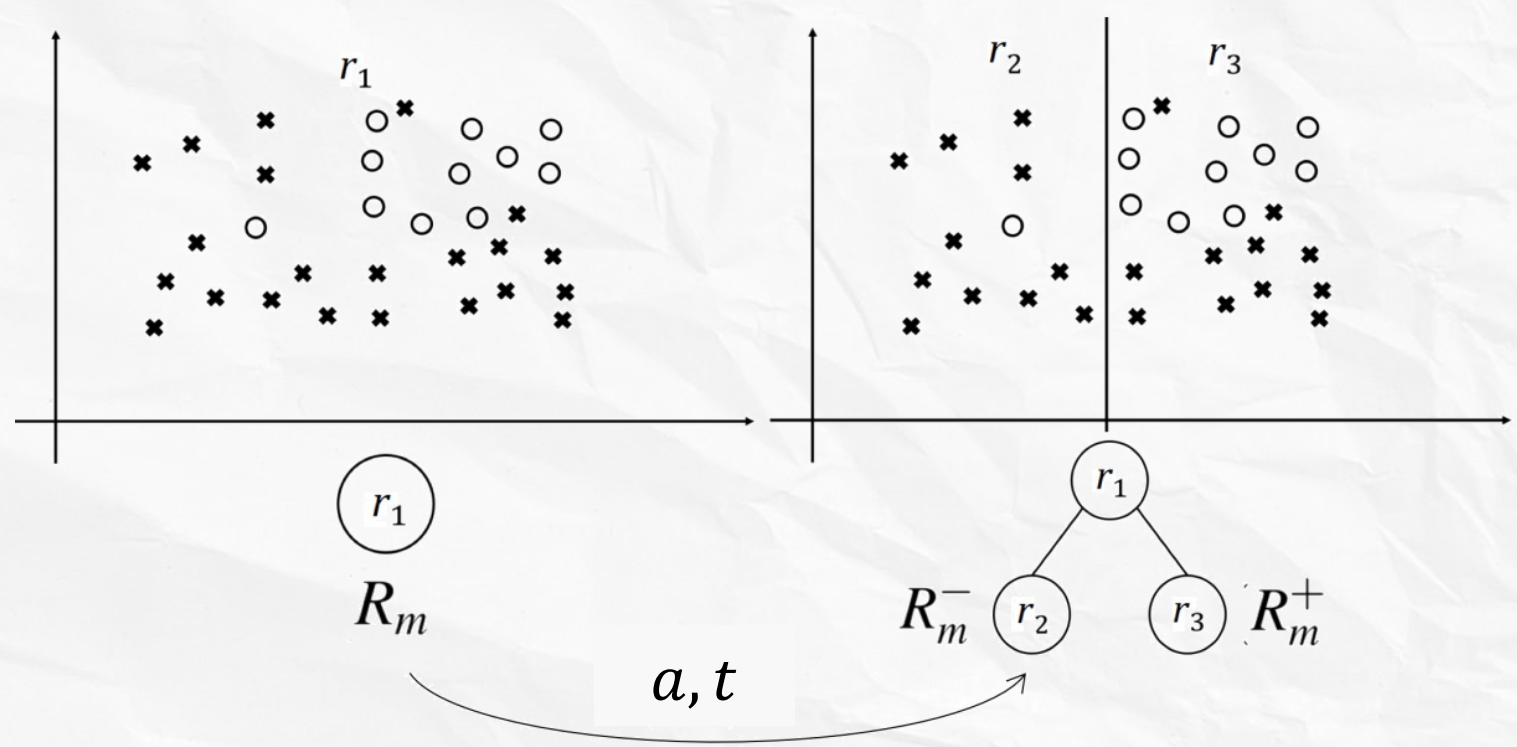 r₁
r₂ r₃
r₁
r₁
Rₘ
Rₘ⁻ r₂ r₃ Rₘ⁺
a, t